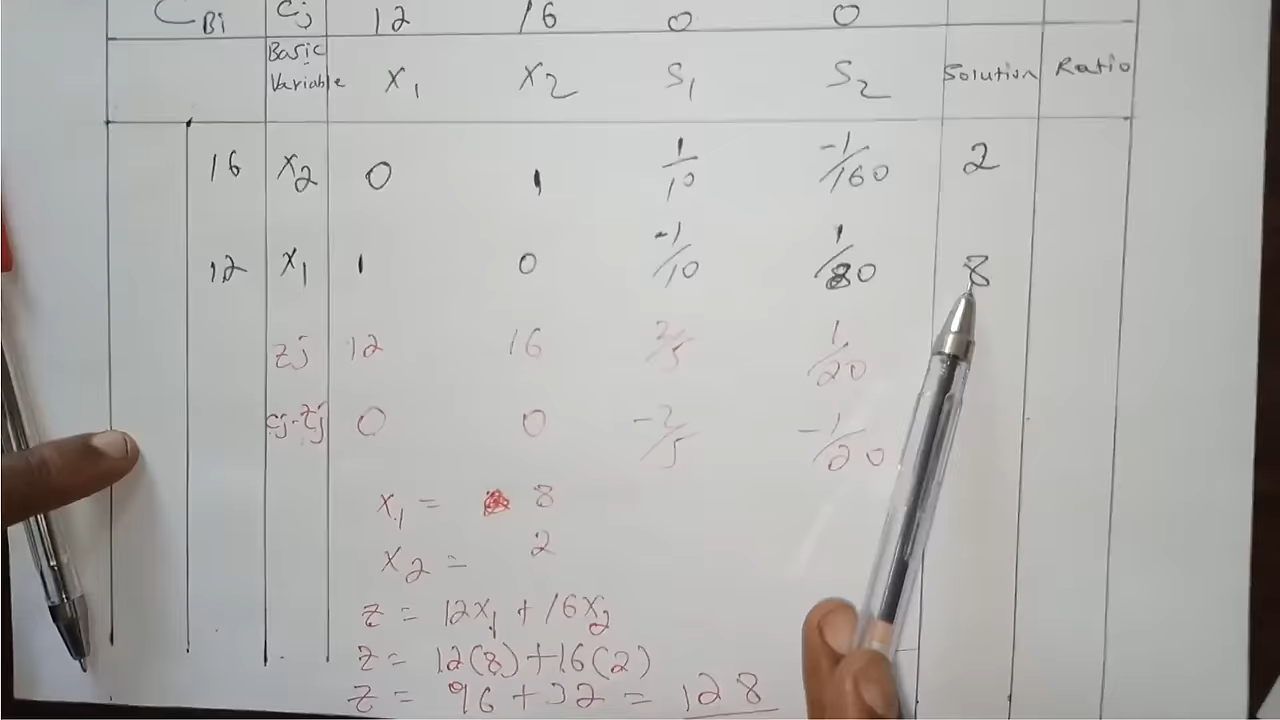 CBi Cj 12 16 0 0
Basic Variable X1 X2 S1 S2 Solution Ratio
16 X2 0 1 1/10 -1/160 2
12 X1 1 0 -1/10 1/80 8
Zj 12 16 2/5 1/20
Cj-Zj 0 0 -2/5 -1/20
X1 = 8
X2 = 2
Z = 12X1 + 16X2
Z = 12(8)+16(2)
Z = 96 + 32 = 128